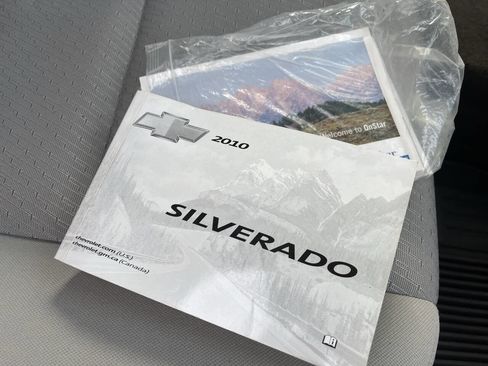 Welcome to OnStar
2010
SILVERADO
chevrolet.com (U.S.)
chevrolet.gm.ca (Canada)